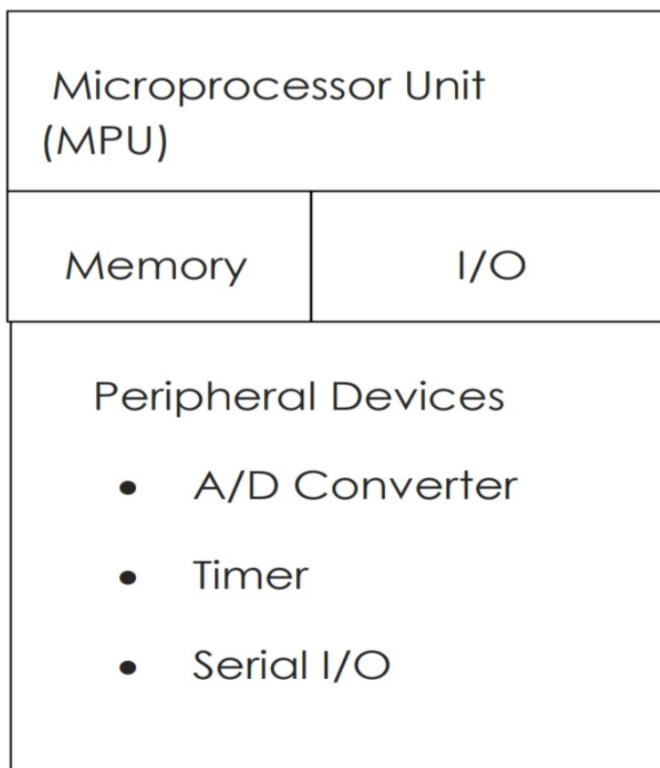 Microprocessor Unit
(MPU)
Memory I/O
Peripheral Devices
• A/D Converter
• Timer
• Serial I/O